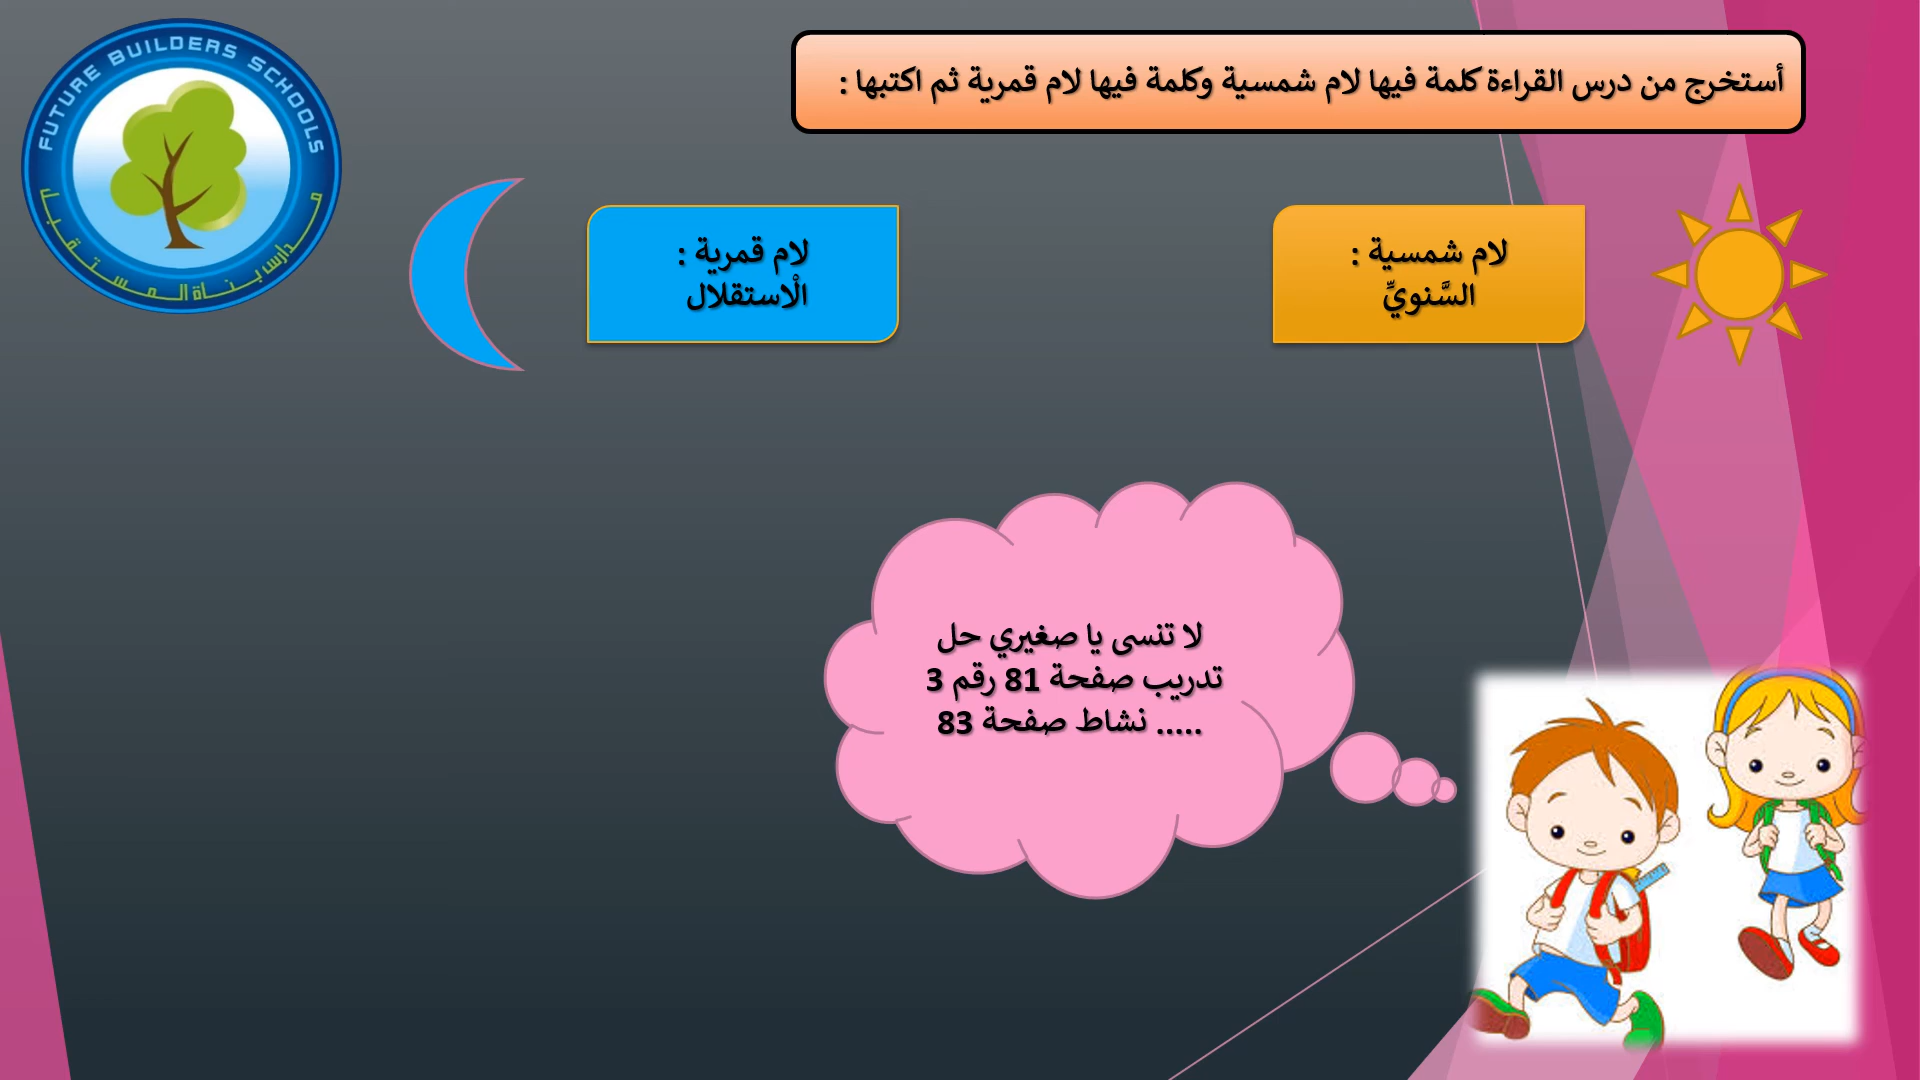 أستخرج من درس القراءة كلمة فيها لام شمسية وكلمة فيها لام قمرية ثم اكتبها :
لام شمسية :
السَّنويِّ
لام قمرية :
الْاستقلال
FUTURE BUILDERS SCHOOLS
مدارس بناة المستقبل
لا تنسى يا صغيري حل
تدريب صفحة 81 رقم 3
..... نشاط صفحة 83